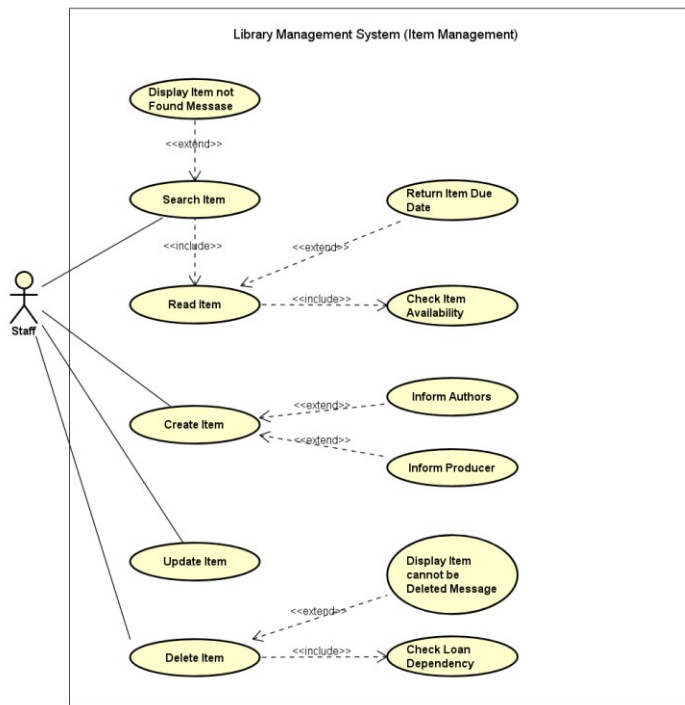 Library Management System (Item Management)
Display Item not
Found Message
<<extend>>
Search Item
Return Item Due
Date
<<include>>
<<extend>>
Read Item
<<include>>
Check Item
Availability
Staff
Create Item
<<extend>>
Inform Authors
<<extend>>
Inform Producer
Update Item
Display Item
cannot be
Deleted Message
<<extend>>
Delete Item
<<include>>
Check Loan
Dependency